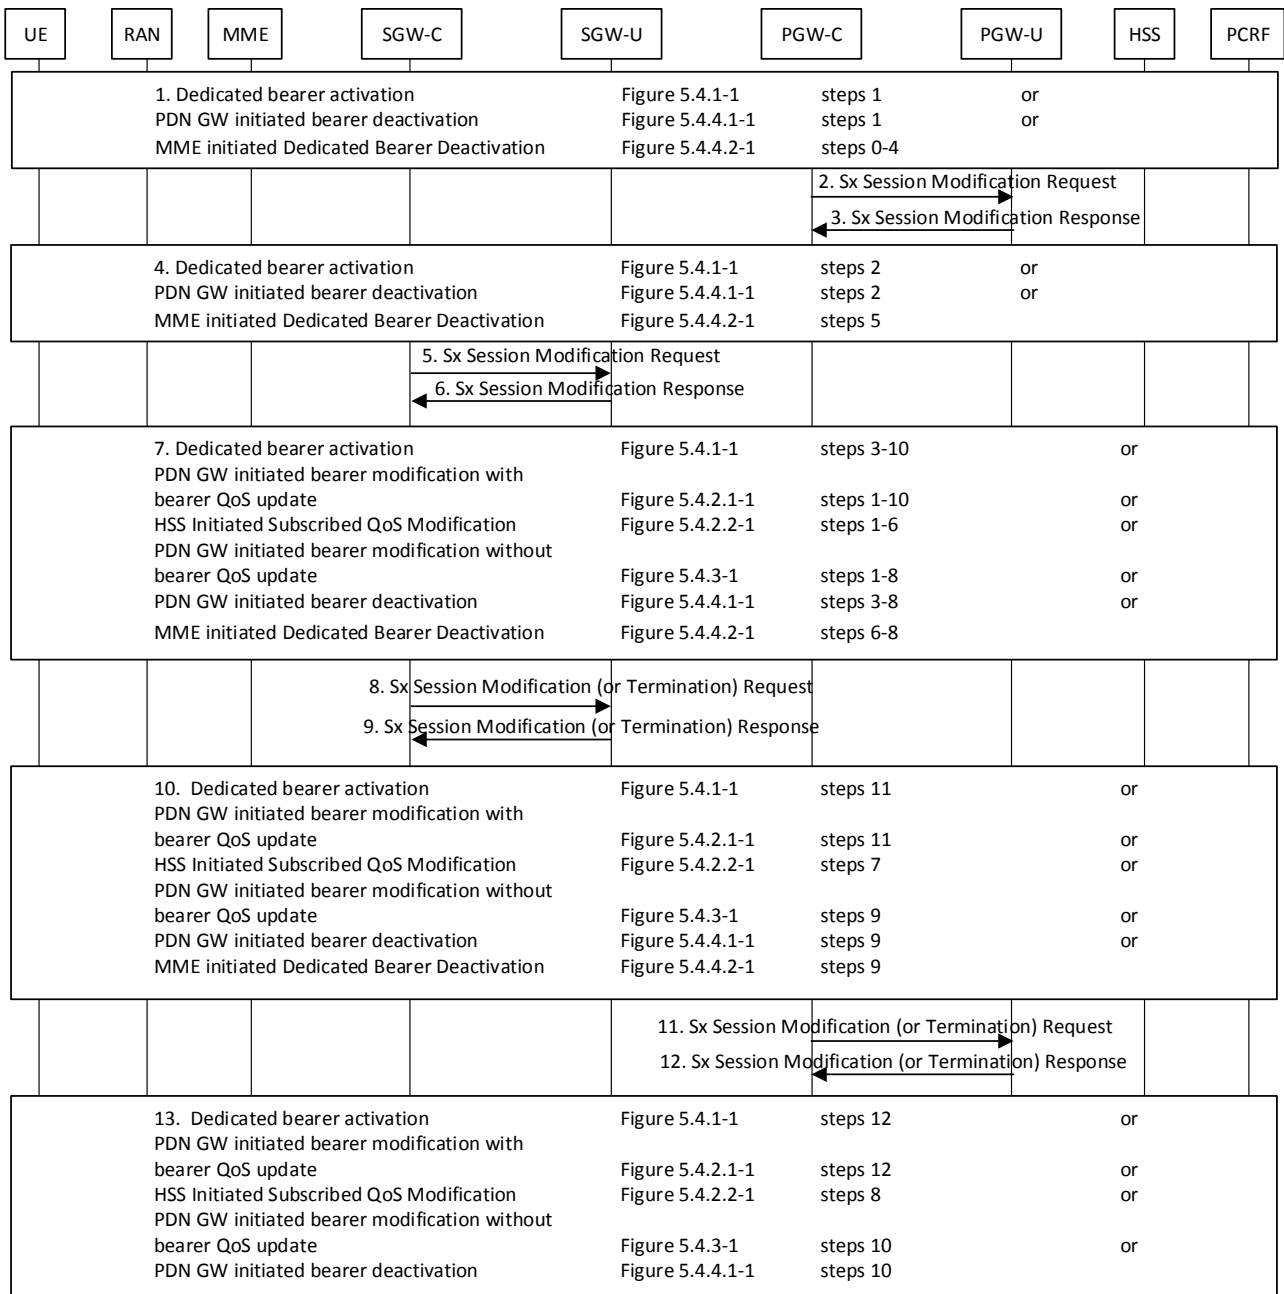 UE RAN MME SGW-C SGW-U PGW-C PGW-U HSS PCRF
1. Dedicated bearer activation Figure 5.4.1-1 steps 1 or
PDN GW initiated bearer deactivation Figure 5.4.4.1-1 steps 1 or
MME initiated Dedicated Bearer Deactivation Figure 5.4.4.2-1 steps 0-4
2. Sx Session Modification Request
3. Sx Session Modification Response
4. Dedicated bearer activation Figure 5.4.1-1 steps 2 or
PDN GW initiated bearer deactivation Figure 5.4.4.1-1 steps 2 or
MME initiated Dedicated Bearer Deactivation Figure 5.4.4.2-1 steps 5
5. Sx Session Modification Request
6. Sx Session Modification Response
7. Dedicated bearer activation Figure 5.4.1-1 steps 3-10 or
PDN GW initiated bearer modification with
bearer QoS update Figure 5.4.2.1-1 steps 1-10 or
HSS Initiated Subscribed QoS Modification Figure 5.4.2.2-1 steps 1-6 or
PDN GW initiated bearer modification without
bearer QoS update Figure 5.4.3-1 steps 1-8 or
PDN GW initiated bearer deactivation Figure 5.4.4.1-1 steps 3-8 or
MME initiated Dedicated Bearer Deactivation Figure 5.4.4.2-1 steps 6-8
8. Sx Session Modification (or Termination) Request
9. Sx Session Modification (or Termination) Response
10. Dedicated bearer activation Figure 5.4.1-1 steps 11 or
PDN GW initiated bearer modification with
bearer QoS update Figure 5.4.2.1-1 steps 11 or
HSS Initiated Subscribed QoS Modification Figure 5.4.2.2-1 steps 7 or
PDN GW initiated bearer modification without
bearer QoS update Figure 5.4.3-1 steps 9 or
PDN GW initiated bearer deactivation Figure 5.4.4.1-1 steps 9 or
MME initiated Dedicated Bearer Deactivation Figure 5.4.4.2-1 steps 9
11. Sx Session Modification (or Termination) Request
12. Sx Session Modification (or Termination) Response
13. Dedicated bearer activation Figure 5.4.1-1 steps 12 or
PDN GW initiated bearer modification with
bearer QoS update Figure 5.4.2.1-1 steps 12 or
HSS Initiated Subscribed QoS Modification Figure 5.4.2.2-1 steps 8 or
PDN GW initiated bearer modification without
bearer QoS update Figure 5.4.3-1 steps 10 or
PDN GW initiated bearer deactivation Figure 5.4.4.1-1 steps 10